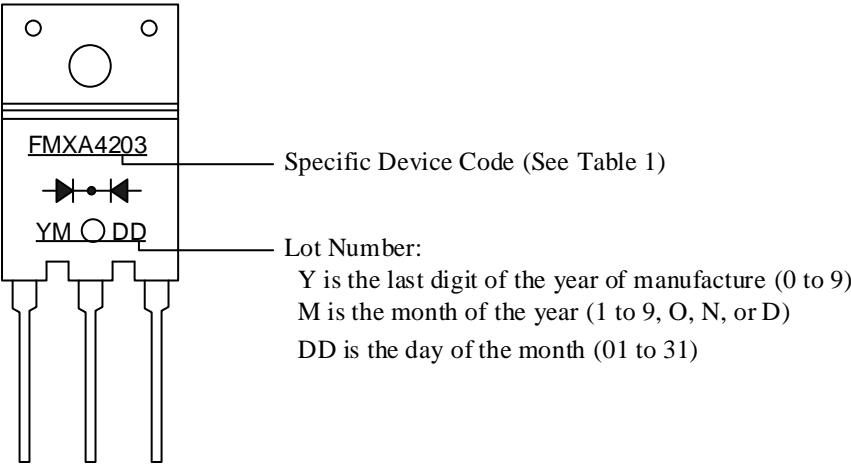 FMXA4203
Specific Device Code (See Table 1)
YM DD
Lot Number:
Y is the last digit of the year of manufacture (0 to 9)
M is the month of the year (1 to 9, O, N, or D)
DD is the day of the month (01 to 31)